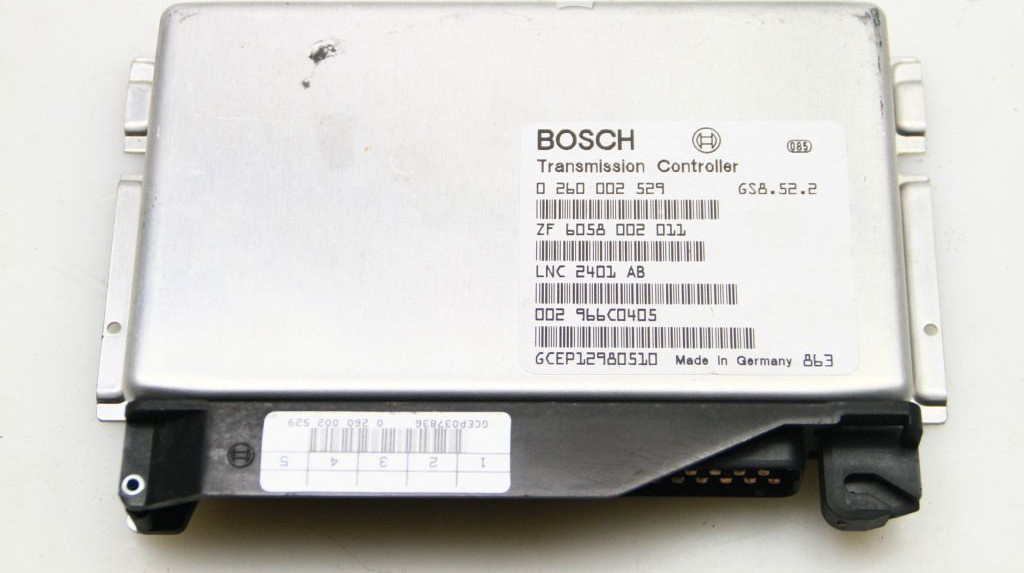 BOSCH
085
Transmission Controller
0 260 002 529 GS8.52.2
ZF 6058 002 011
LNC 2401 AB
002 966C0405
GCEP12980510 Made in Germany 863
GCEP037836 0 260 002 529
1 2 3 4 5